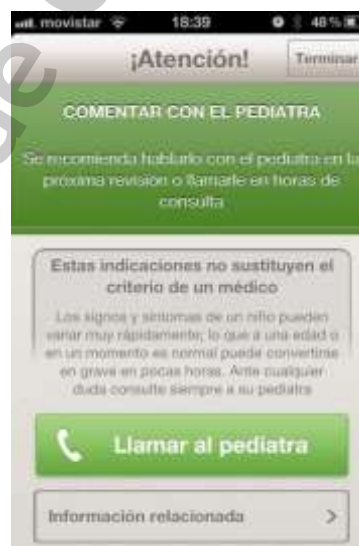 movistar 18:39 48 %
¡Atención! Terminar
COMENTAR CON EL PEDIATRA
Se recomienda hablarlo con el pediatra en la
próxima revisión o llamarle en horas de
consulta
Estas indicaciones no sustituyen el
criterio de un médico
Los signos y síntomas de un niño pueden
variar muy rápidamente, lo que a una edad o
en un momento es normal puede convertirse
en grave en pocas horas. Ante cualquier
duda consulte siempre a su pediatra
Llamar al pediatra
Información relacionada